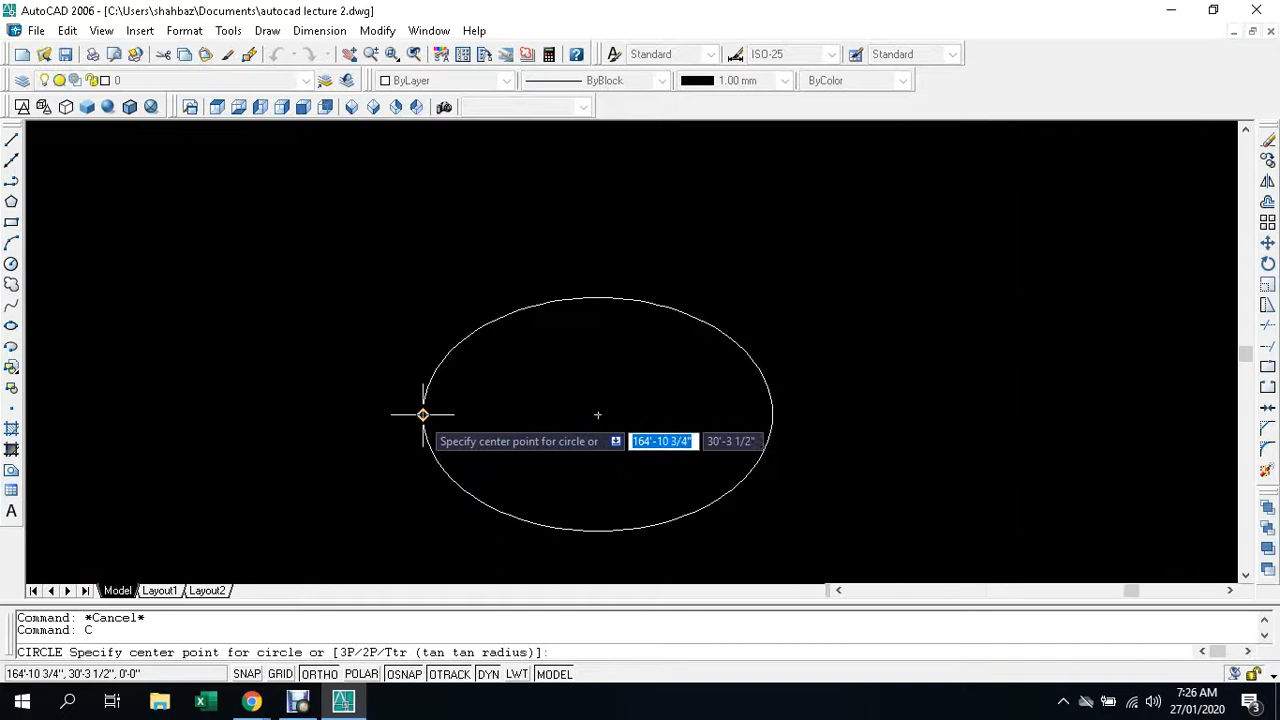 AutoCAD 2006 - [C:\Users\shahbaz\Documents\autocad lecture 2.dwg]
File Edit View Insert Format Tools Draw Dimension Modify Window Help
Standard ISO-25 Standard
0 ByLayer ByBlock 1.00 mm ByColor
Specify center point for circle or 164'-10 3/4" 30'-3 1/2"
A
Model Layout1 Layout2
Command: *Cancel*
Command: C
CIRCLE Specify center point for circle or [3P/2P/Ttr (tan tan radius)]:
164'-10 3/4", 30'-3 1/2", 0'-0" SNAP GRID ORTHO POLAR OSNAP OTRACK DYN LWT MODEL
7:26 AM
27/01/2020
3